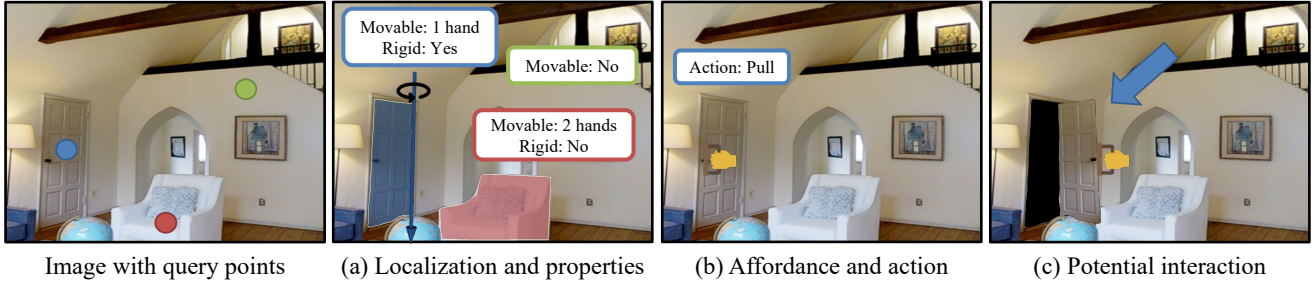 Movable: 1 hand
Rigid: Yes
Movable: No
Movable: 2 hands
Rigid: No
Action: Pull
Image with query points
(a) Localization and properties
(b) Affordance and action
(c) Potential interaction